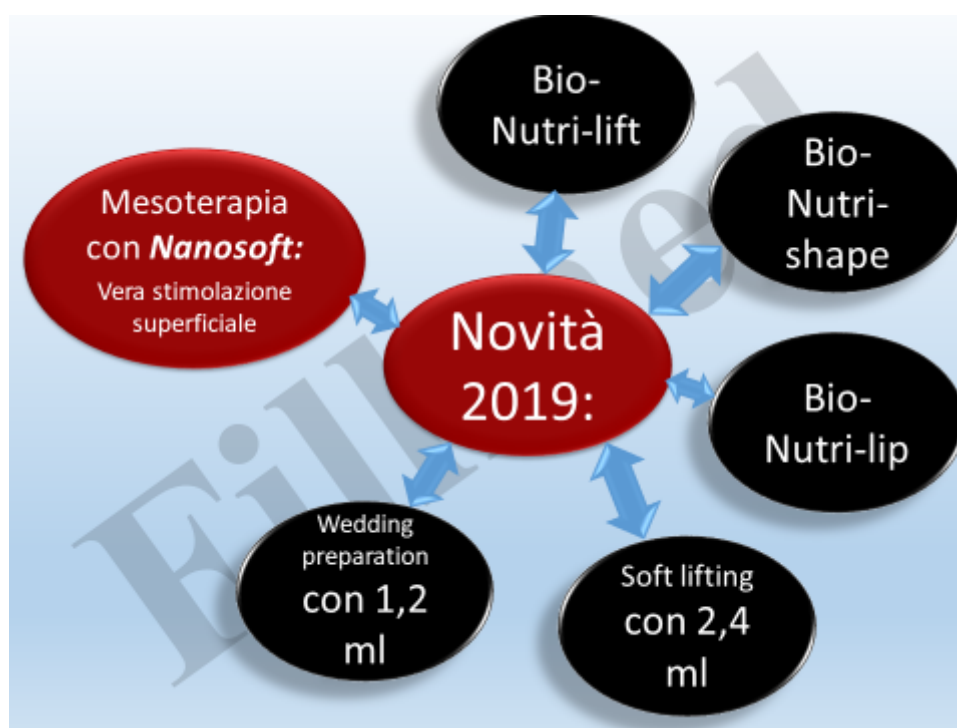 Bio-
Nutri-lift
Bio-
Nutri-
shape
Mesoterapia
con Nanosoft:
Vera stimolazione
superficiale
Novità
2019:
Bio-
Nutri-lip
Wedding
preparation
con 1,2
ml
Soft lifting
con 2,4
ml